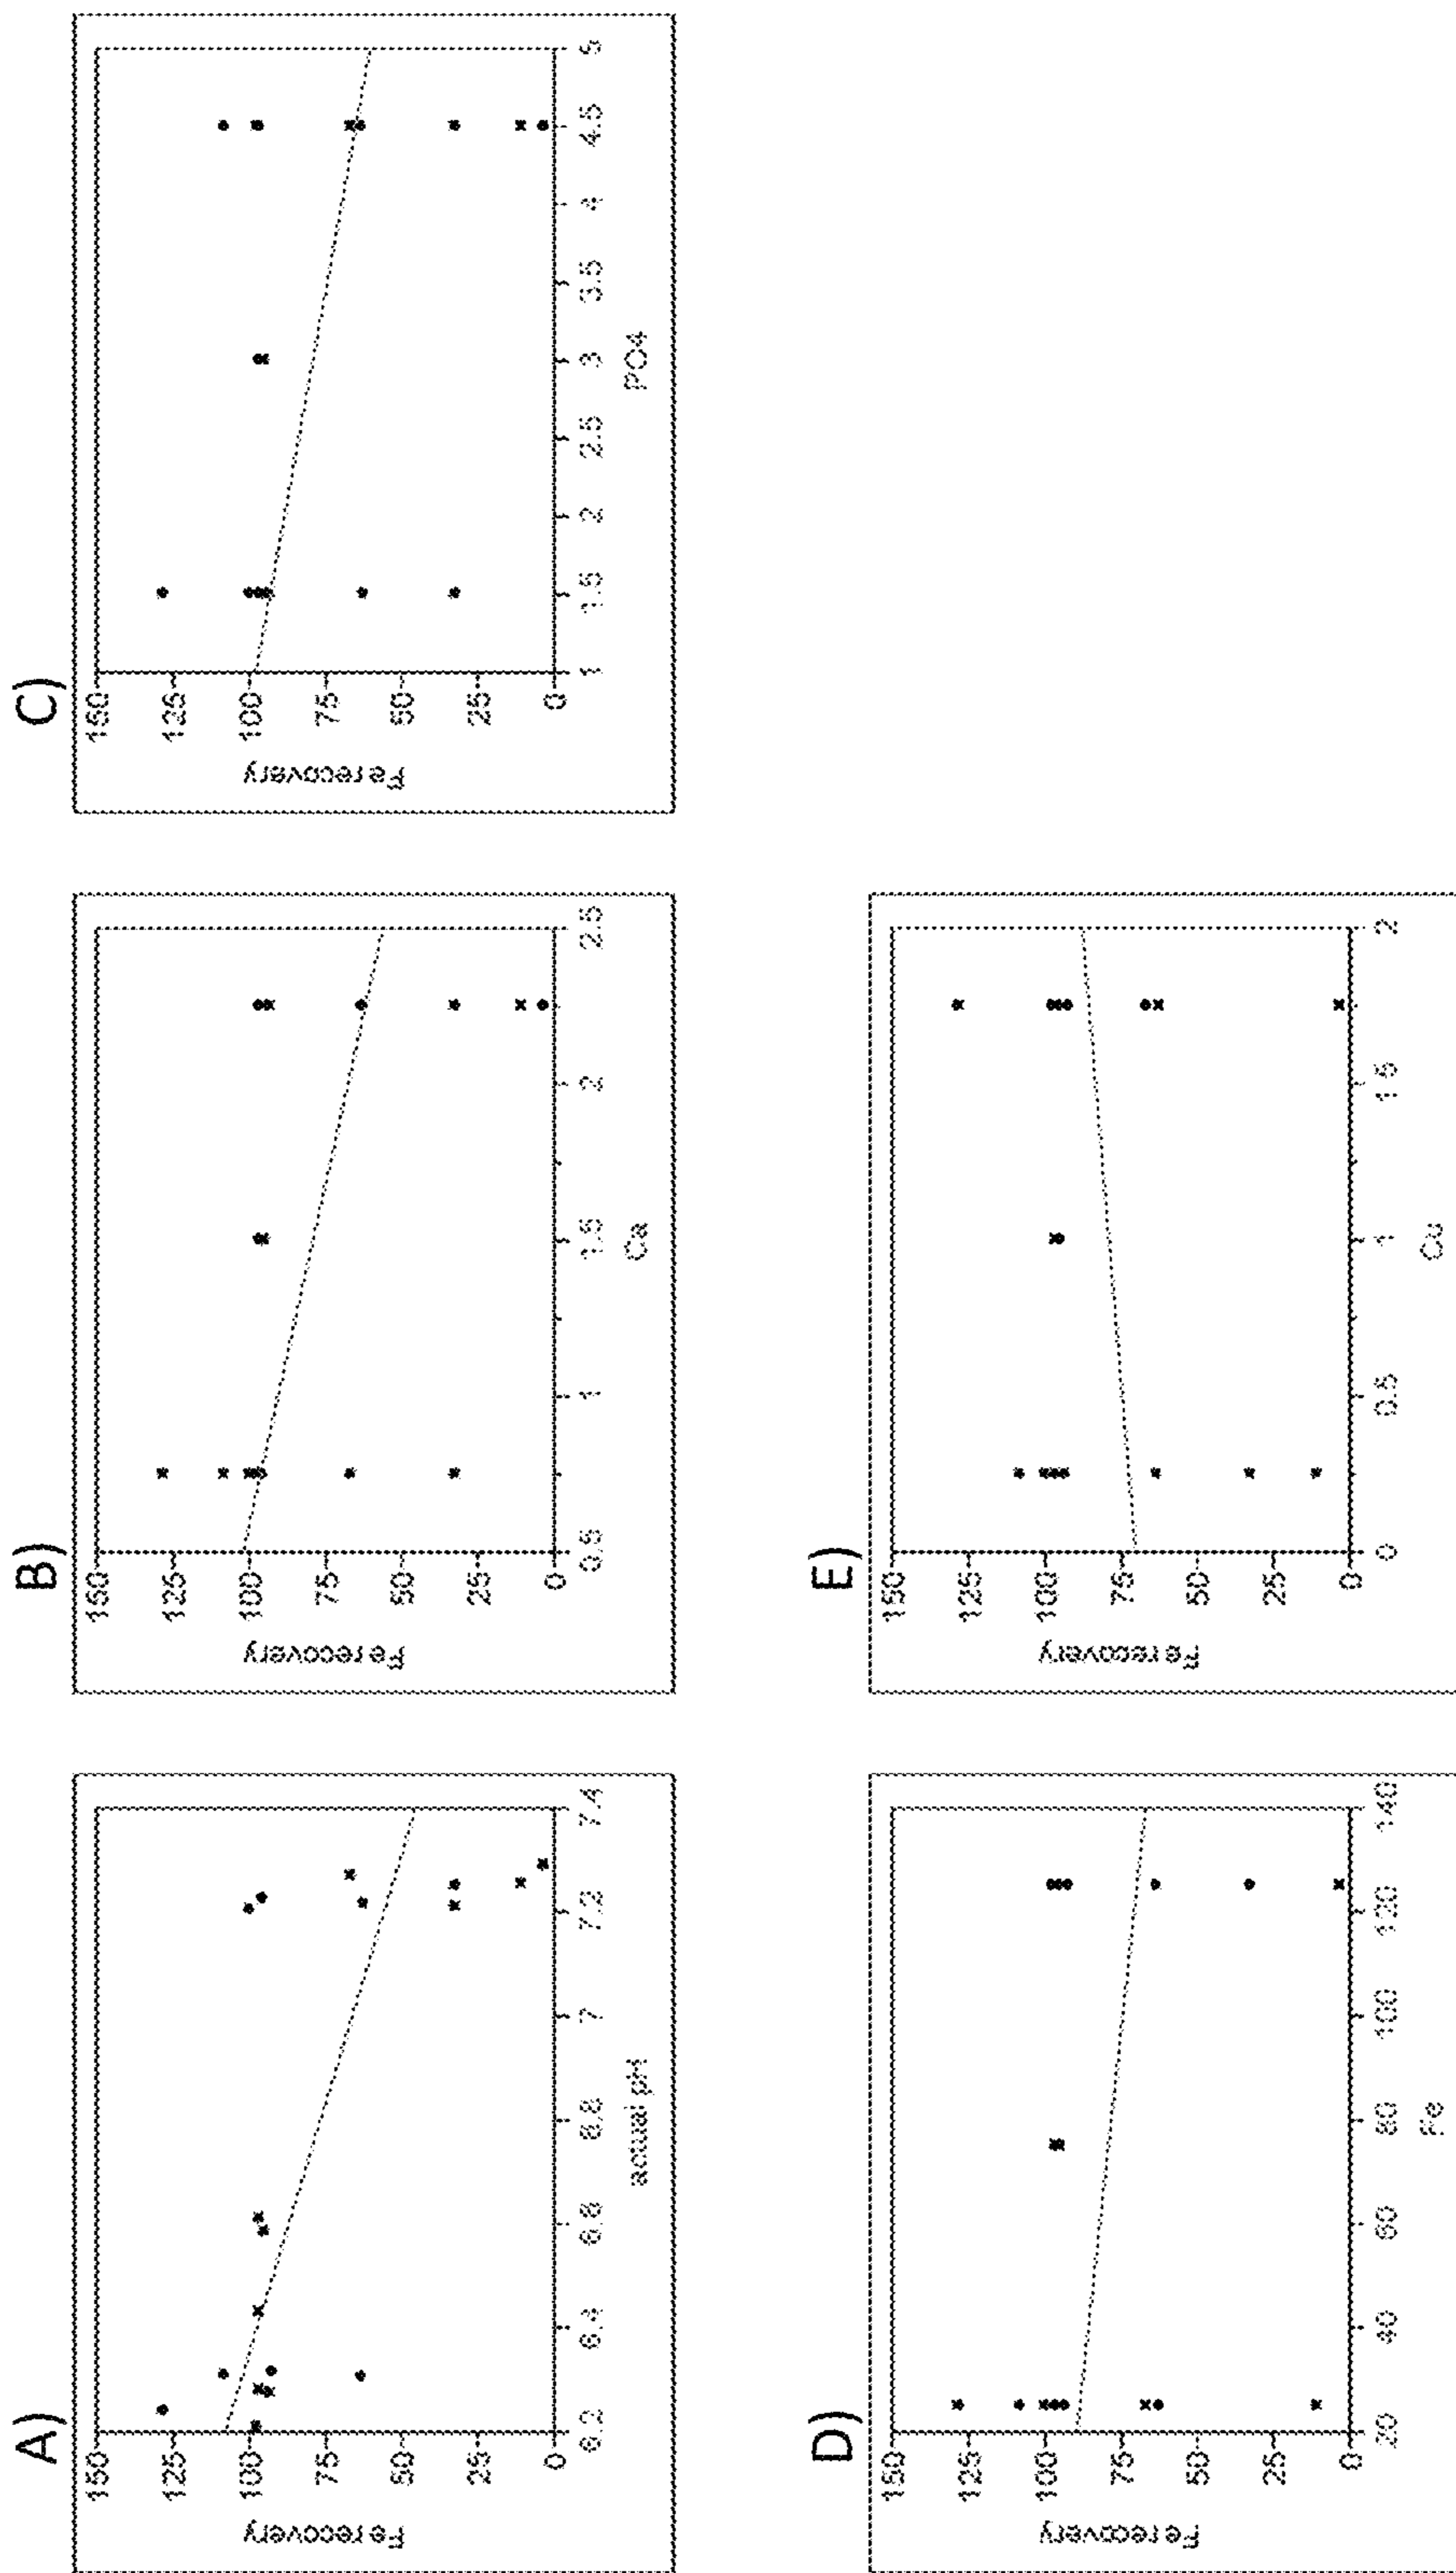 A)
Fe recovery
150
125
100
75
50
25
0
6.2 6.4 6.6 6.8 7 7.2 7.4
actual pH
B)
Fe recovery
150
125
100
75
50
25
0
0.5 1 1.5 2 2.5
Ca
C)
Fe recovery
150
125
100
75
50
25
0
1 1.5 2 2.5 3 3.5 4 4.5 5
PO4
D)
Fe recovery
150
125
100
75
50
25
0
20 40 60 80 100 120 140
Fe
E)
Fe recovery
150
125
100
75
50
25
0
0 0.5 1 1.5 2
Cu